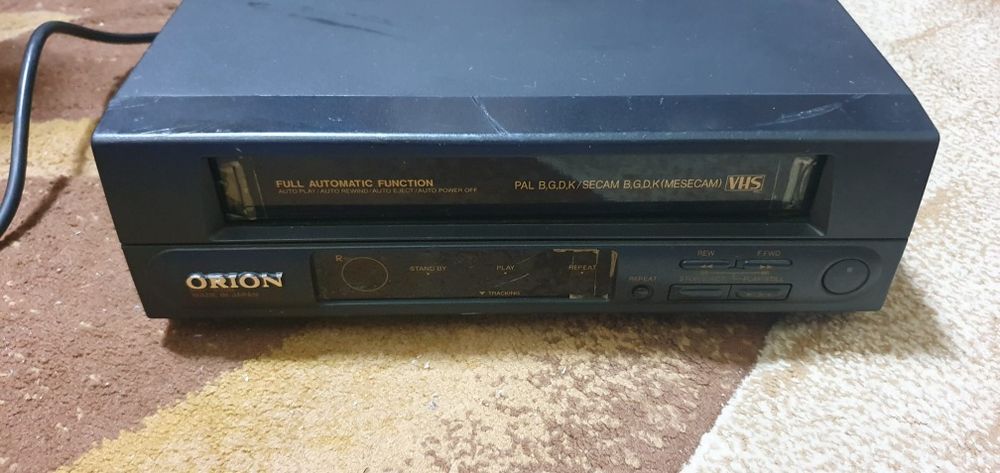 FULL AUTOMATIC FUNCTION
AUTO PLAY/AUTO REWIND/AUTO EJECT/AUTO POWER OFF
PAL B,G,D,K/SECAM B,G,D,K(MESECAM) VHS
ORION
MADE IN JAPAN
R
STAND BY
PLAY
REPEAT
▼ TRACKING
REPEAT
REW
F.FWD
◀◀
▶▶